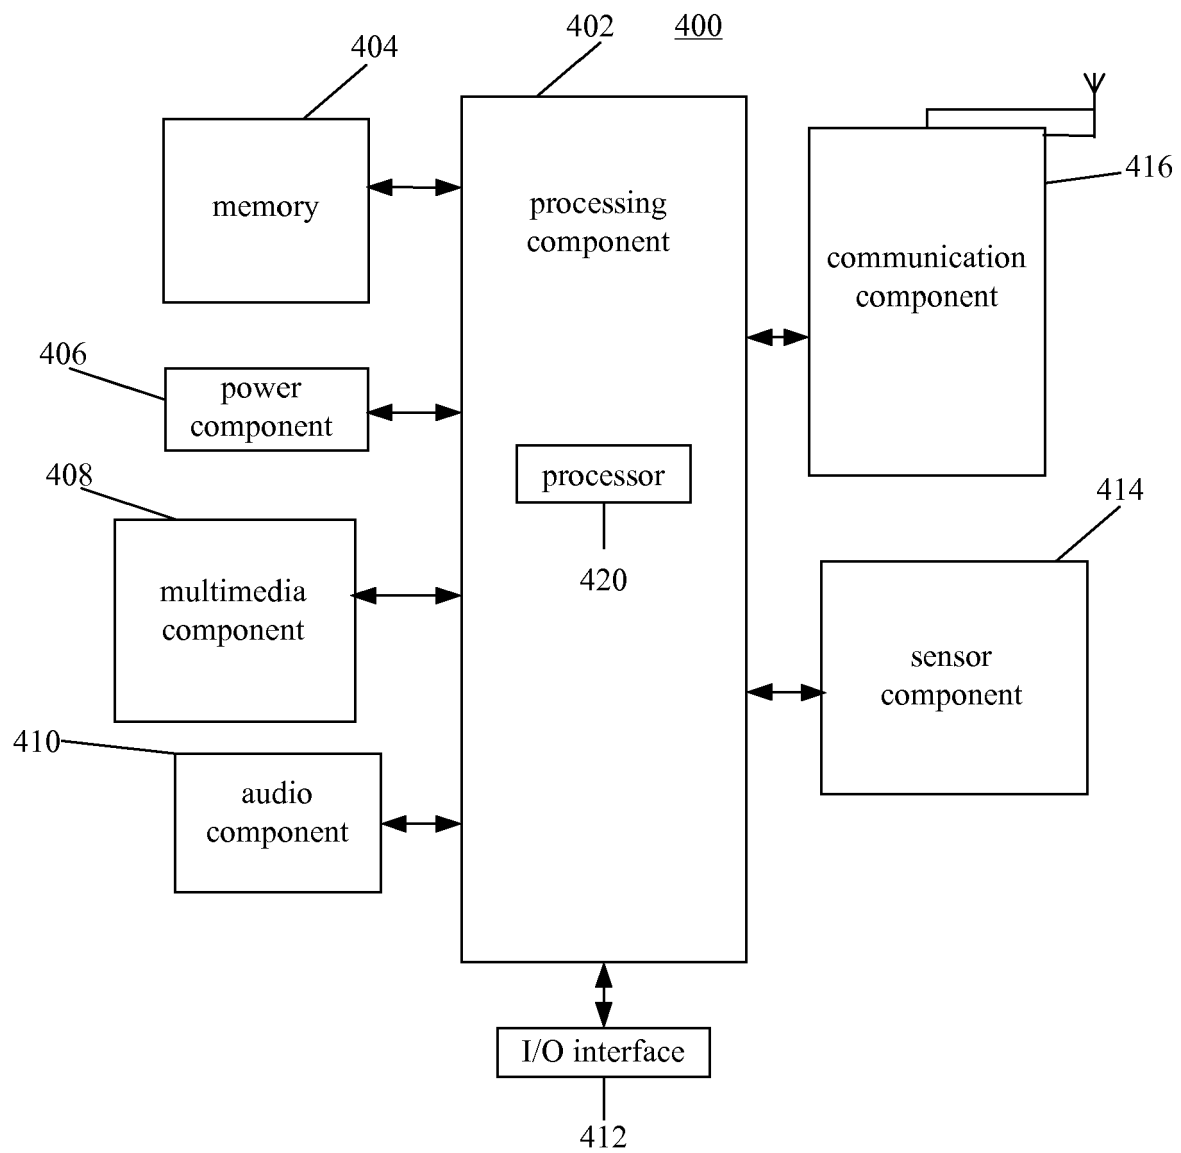 402
400
404
416
memory
processing
component
communication
component
406
power
component
408
processor
414
420
multimedia
component
sensor
component
410
audio
component
I/O interface
412